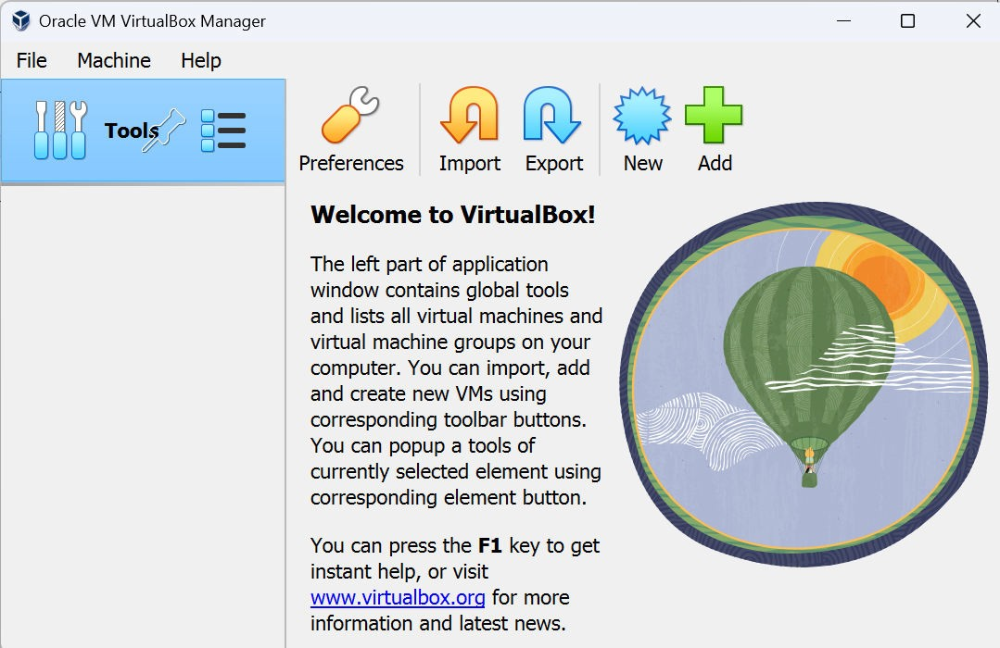 Oracle VM VirtualBox Manager
File Machine Help
Tools
Preferences Import Export New Add
Welcome to VirtualBox!
The left part of application
window contains global tools
and lists all virtual machines and
virtual machine groups on your
computer. You can import, add
and create new VMs using
corresponding toolbar buttons.
You can popup a tools of
currently selected element using
corresponding element button.
You can press the F1 key to get
instant help, or visit
www.virtualbox.org for more
information and latest news.